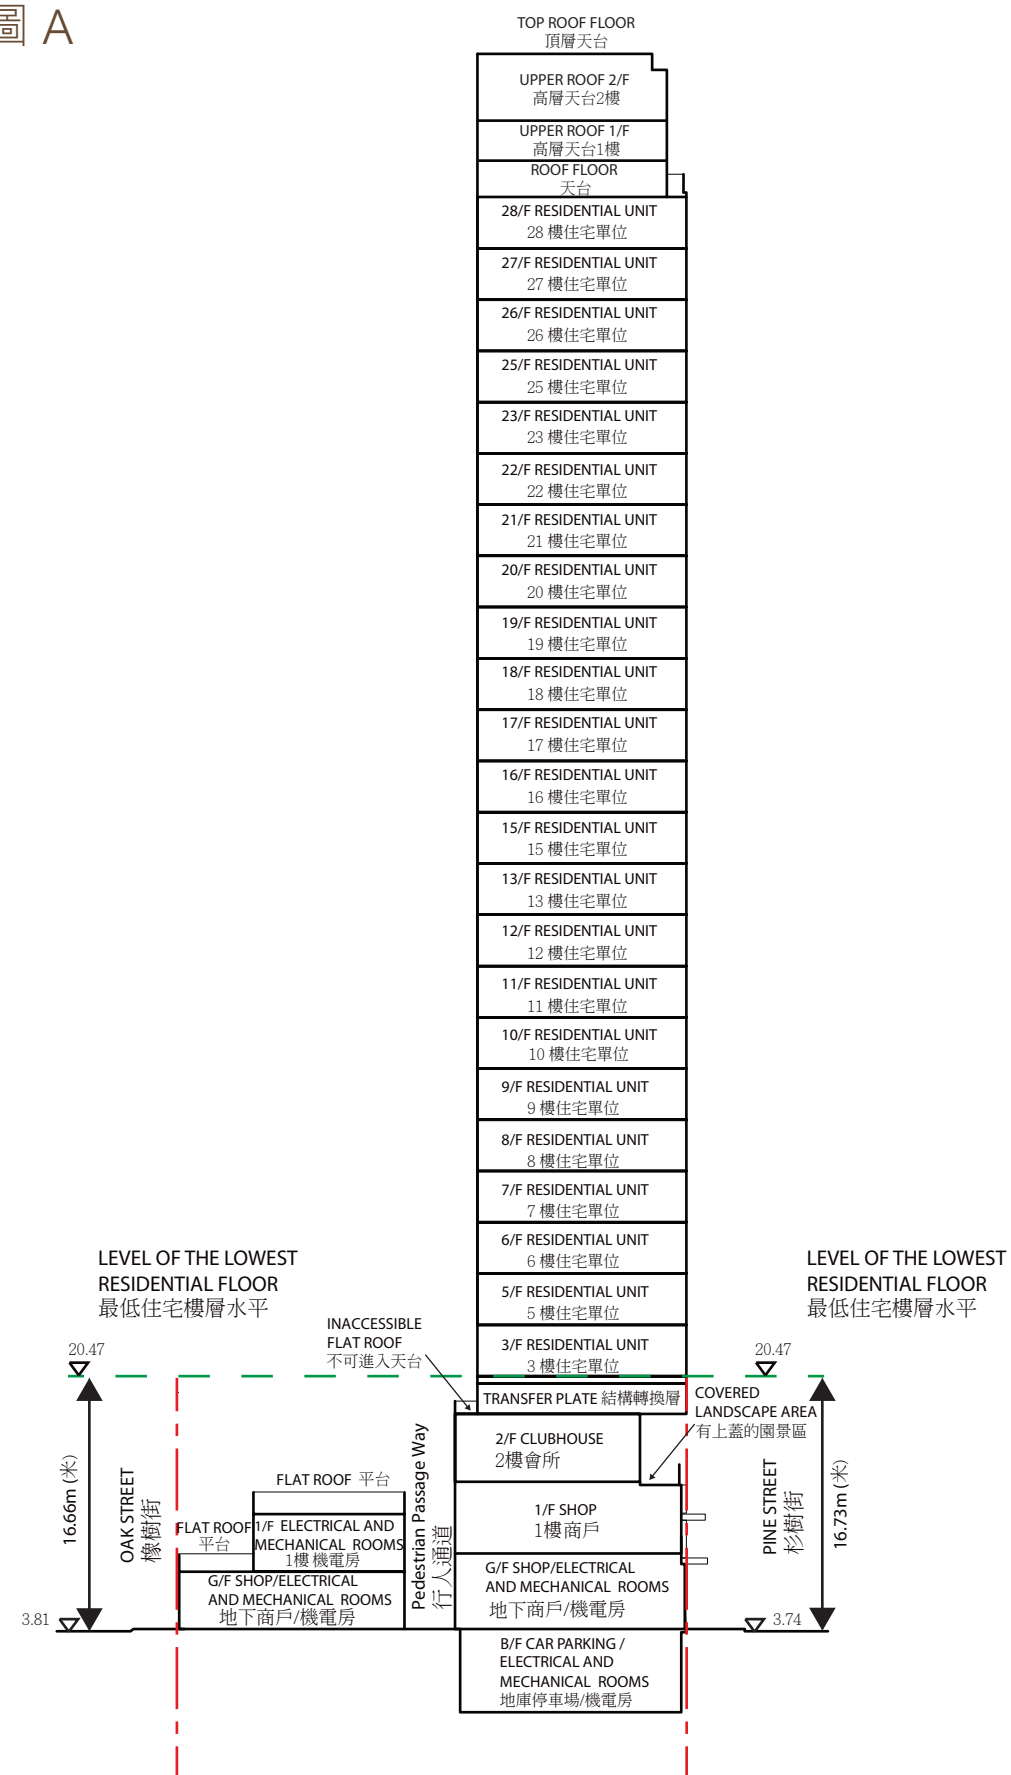 圖 A
TOP ROOF FLOOR
頂層天台
UPPER ROOF 2/F
高層天台2樓
UPPER ROOF 1/F
高層天台1樓
ROOF FLOOR
天台
28/F RESIDENTIAL UNIT
28 樓住宅單位
27/F RESIDENTIAL UNIT
27 樓住宅單位
26/F RESIDENTIAL UNIT
26 樓住宅單位
25/F RESIDENTIAL UNIT
25 樓住宅單位
23/F RESIDENTIAL UNIT
23 樓住宅單位
22/F RESIDENTIAL UNIT
22 樓住宅單位
21/F RESIDENTIAL UNIT
21 樓住宅單位
20/F RESIDENTIAL UNIT
20 樓住宅單位
19/F RESIDENTIAL UNIT
19 樓住宅單位
18/F RESIDENTIAL UNIT
18 樓住宅單位
17/F RESIDENTIAL UNIT
17 樓住宅單位
16/F RESIDENTIAL UNIT
16 樓住宅單位
15/F RESIDENTIAL UNIT
15 樓住宅單位
13/F RESIDENTIAL UNIT
13 樓住宅單位
12/F RESIDENTIAL UNIT
12 樓住宅單位
11/F RESIDENTIAL UNIT
11 樓住宅單位
10/F RESIDENTIAL UNIT
10 樓住宅單位
9/F RESIDENTIAL UNIT
9 樓住宅單位
8/F RESIDENTIAL UNIT
8 樓住宅單位
7/F RESIDENTIAL UNIT
7 樓住宅單位
6/F RESIDENTIAL UNIT
6 樓住宅單位
5/F RESIDENTIAL UNIT
5 樓住宅單位
3/F RESIDENTIAL UNIT
3 樓住宅單位
LEVEL OF THE LOWEST
RESIDENTIAL FLOOR
最低住宅樓層水平
20.47
INACCESSIBLE
FLAT ROOF
不可進入天台
LEVEL OF THE LOWEST
RESIDENTIAL FLOOR
最低住宅樓層水平
20.47
TRANSFER PLATE 結構轉換層
COVERED
LANDSCAPE AREA
有上蓋的園景區
2/F CLUBHOUSE
2樓會所
1/F SHOP
1樓商戶
G/F SHOP/ELECTRICAL
AND MECHANICAL ROOMS
地下商戶/機電房
B/F CAR PARKING /
ELECTRICAL AND
MECHANICAL ROOMS
地庫停車場/機電房
16.66m (米)
OAK STREET
橡樹街
FLAT ROOF 平台
FLAT ROOF
平台
1/F ELECTRICAL AND
MECHANICAL ROOMS
1樓 機電房
G/F SHOP/ELECTRICAL
AND MECHANICAL ROOMS
地下商戶/機電房
Pedestrian Passage Way
行人通道
PINE STREET
杉樹街
16.73m (米)
3.81
3.74